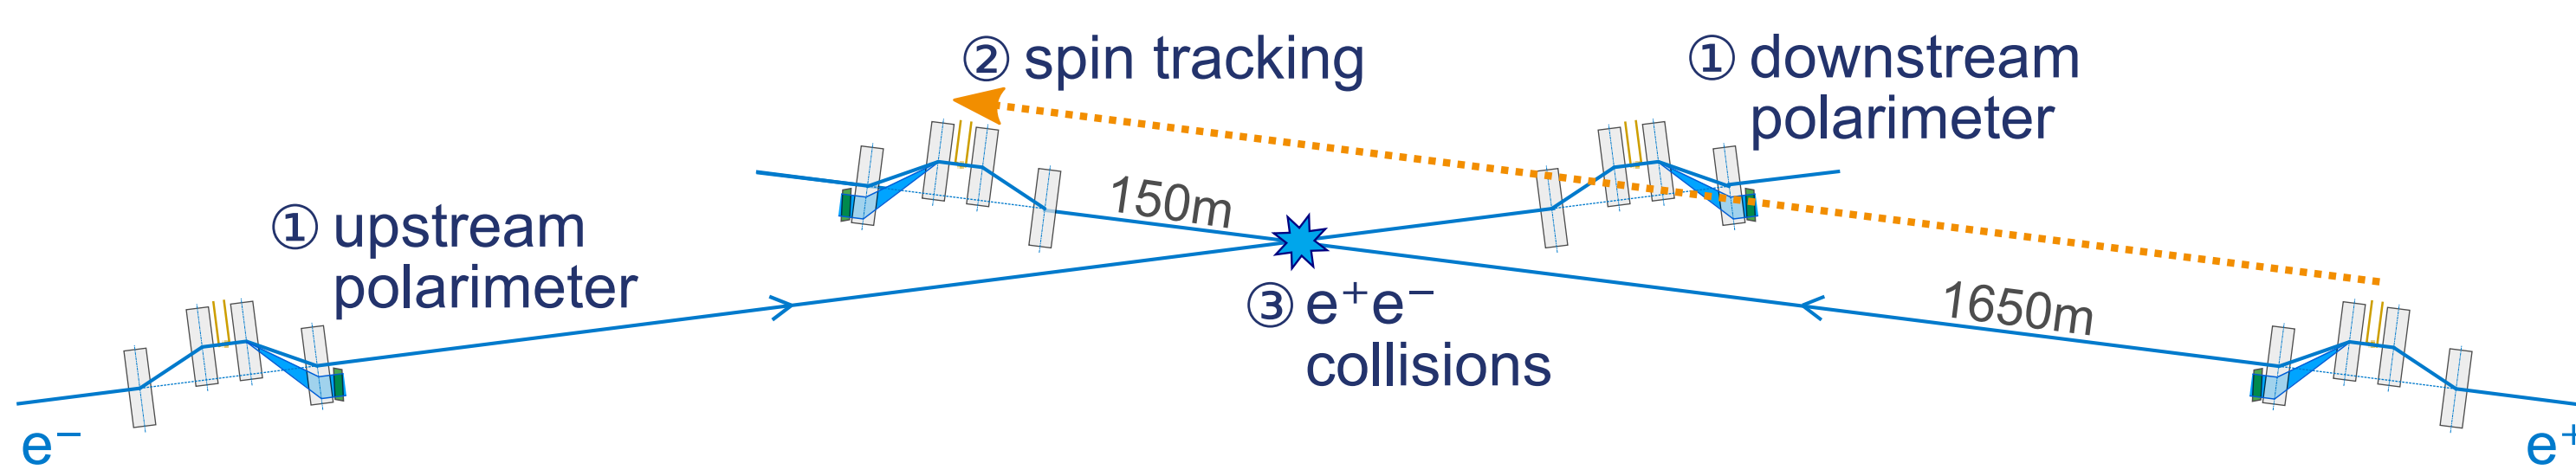 ② spin tracking
① downstream
polarimeter
150m
① upstream
polarimeter
③ e⁺e⁻
collisions
1650m
e⁻
e⁺